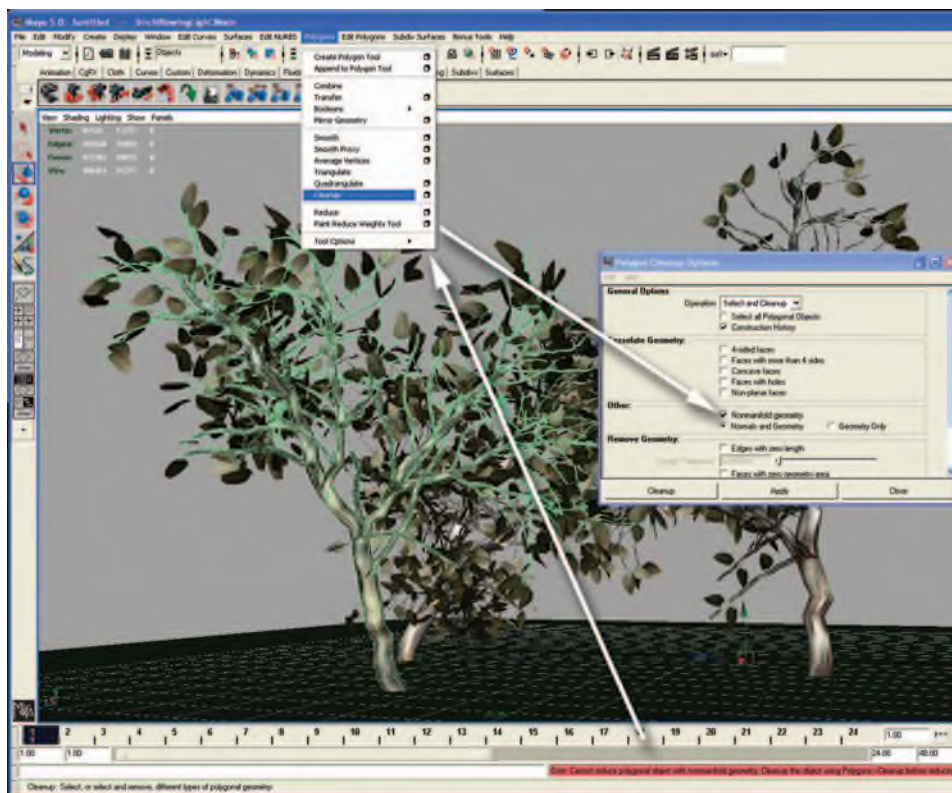 Maya 5.0:
File Edit Modify Create Display Window Edit Curves Surfaces Edit NURBS Polygons Edit Polygons Subdiv Surfaces Bonus Tools Help
Modeling Objects sel
Animation CgFX Cloth Curves Custom Deformation Dynamics Subdivs Surfaces
View Shading Lighting Show Panels
Create Polygon Tool
Append to Polygon Tool
Combine
Transfer
Booleans
Mirror Geometry
Smooth
Smooth Proxy
Average Vertices
Triangulate
Quadrangulate
Cleanup
Reduce
Paint Reduce Weights Tool
Tool Options
Polygon Cleanup Options
General Options
Operation Select and Cleanup
Select all Polygonal Objects
Construction History
Geometry:
4-sided faces
Faces with more than 4 sides
Concave faces
Faces with holes
Non-planar faces
Other:
Nonmanifold geometry
Normals and Geometry Geometry Only
Remove Geometry:
Edges with zero length
Faces with zero geometry area
Cleanup Apply Close
2 3 4 5 6 7 8 9 10 11 12 13 14 15 16 17 18 19 20 21 22 23 24 1.00
1.00 1.00 24.00 48.00
Error: Cannot reduce polygonal object with nonmanifold geometry. Cleanup the object using Polygons->Cleanup before
Cleanup: Select, or select and remove, different types of polygonal geometry